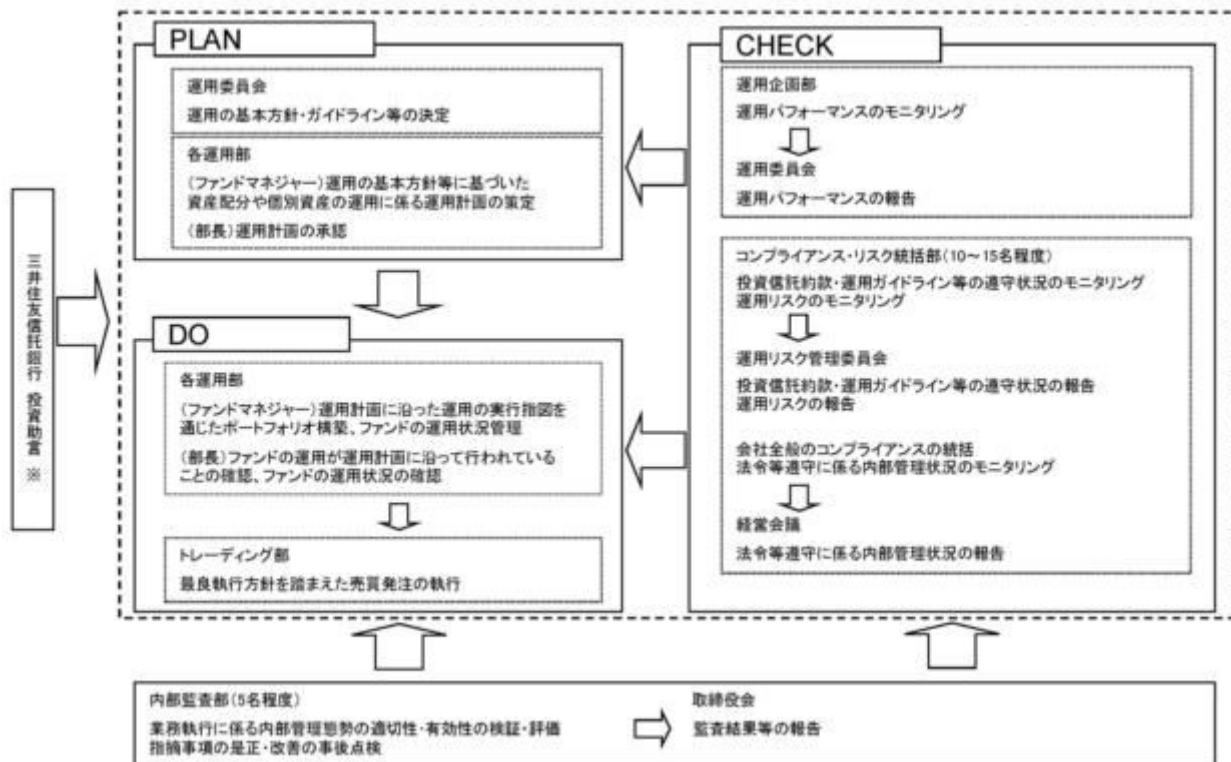 PLAN
運用委員会
運用の基本方針・ガイドライン等の決定
各運用部
(ファンドマネジャー)運用の基本方針等に基づいた
資産配分や個別資産の運用に係る運用計画の策定
(部長)運用計画の承認
DO
各運用部
(ファンドマネジャー)運用計画に沿った運用の実行指図を
通じたポートフォリオ構築、ファンドの運用状況管理
(部長)ファンドの運用が運用計画に沿って行われている
ことの確認、ファンドの運用状況の確認
トレーディング部
最良執行方針を踏まえた売買発注の執行
CHECK
運用企画部
運用パフォーマンスのモニタリング
運用委員会
運用パフォーマンスの報告
コンプライアンス・リスク統括部(10～15名程度)
投資信託約款・運用ガイドライン等の遵守状況のモニタリング
運用リスクのモニタリング
運用リスク管理委員会
投資信託約款・運用ガイドライン等の遵守状況の報告
運用リスクの報告
会社全般のコンプライアンスの統括
法令等遵守に係る内部管理状況のモニタリング
経営会議
法令等遵守に係る内部管理状況の報告
三井住友信託銀行 投資助言 ※
内部監査部(5名程度)
業務執行に係る内部管理態勢の適切性・有効性の検証・評価
指摘事項の是正・改善の事後点検
取締役会
監査結果等の報告